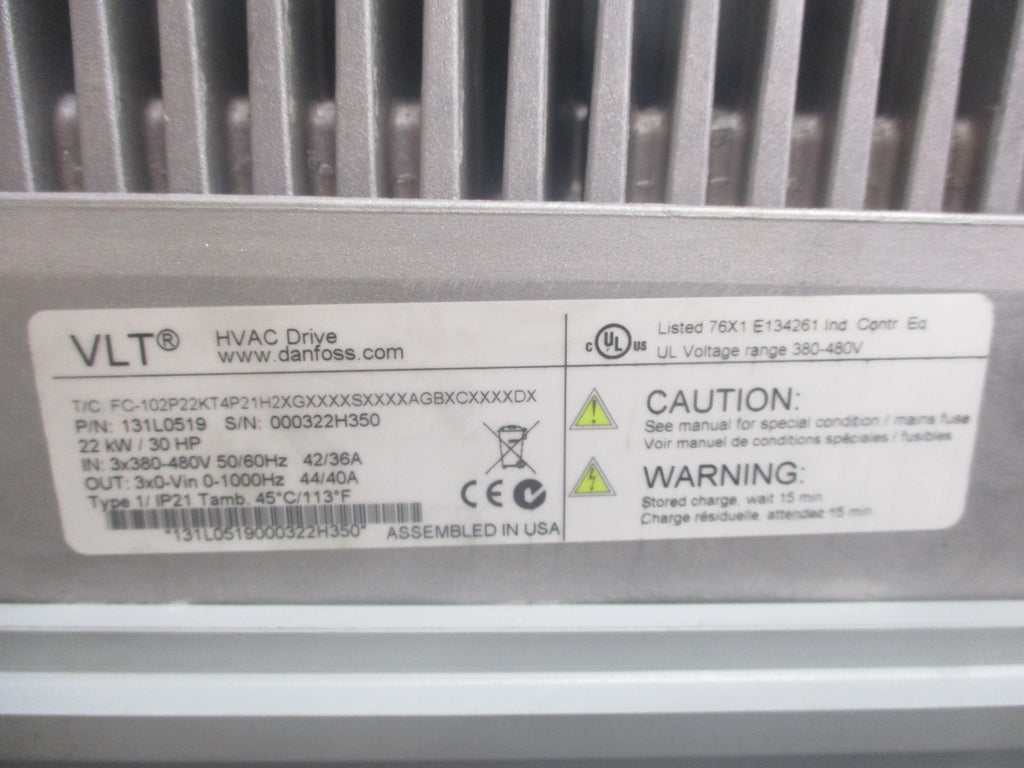 VLT® HVAC Drive
www.danfoss.com
T/C: FC-102P22KT4P21H2XGXXXXSXXXXAGBXCXXXXDX
P/N: 131L0519 S/N: 000322H350
22 kW / 30 HP
IN: 3x380-480V 50/60Hz 42/36A
OUT: 3x0-Vin 0-1000Hz 44/40A
Type 1/ IP21 Tamb. 45°C/113°F
*131L0519000322H350*
CE
ASSEMBLED IN USA
c UL US
Listed 76X1 E134261 Ind. Contr. Eq.
UL Voltage range 380-480V
CAUTION:
See manual for special condition / mains fuse
Voir manuel de conditions spéciales / fusibles
WARNING:
Stored charge, wait 15 min.
Charge résiduelle, attendez 15 min.